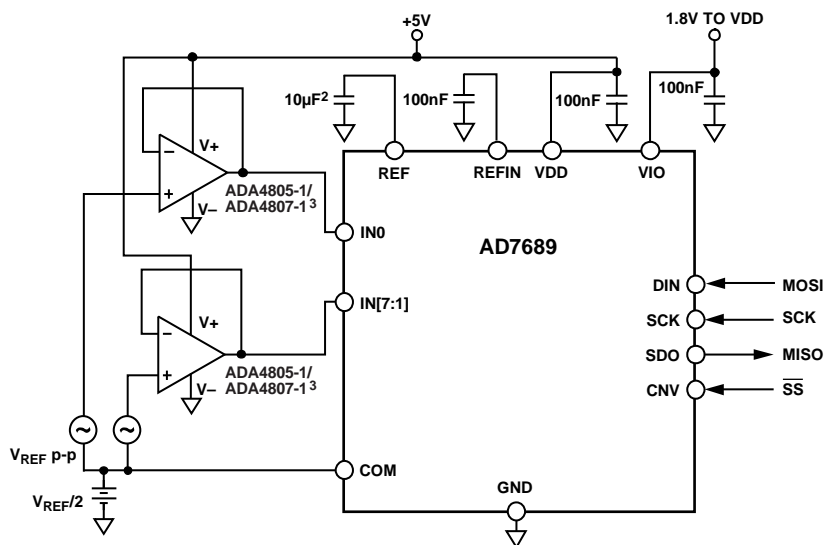 +5V
1.8V TO VDD
10µF2
100nF
100nF
100nF
V+
REF
REFIN
VDD
VIO
ADA4805-1/
ADA4807-13
V–
IN0
AD7689
IN[7:1]
DIN
MOSI
V+
SCK
SCK
SDO
MISO
ADA4805-1/
ADA4807-13
V–
CNV
SS
VREF p-p
COM
GND
VREF/2